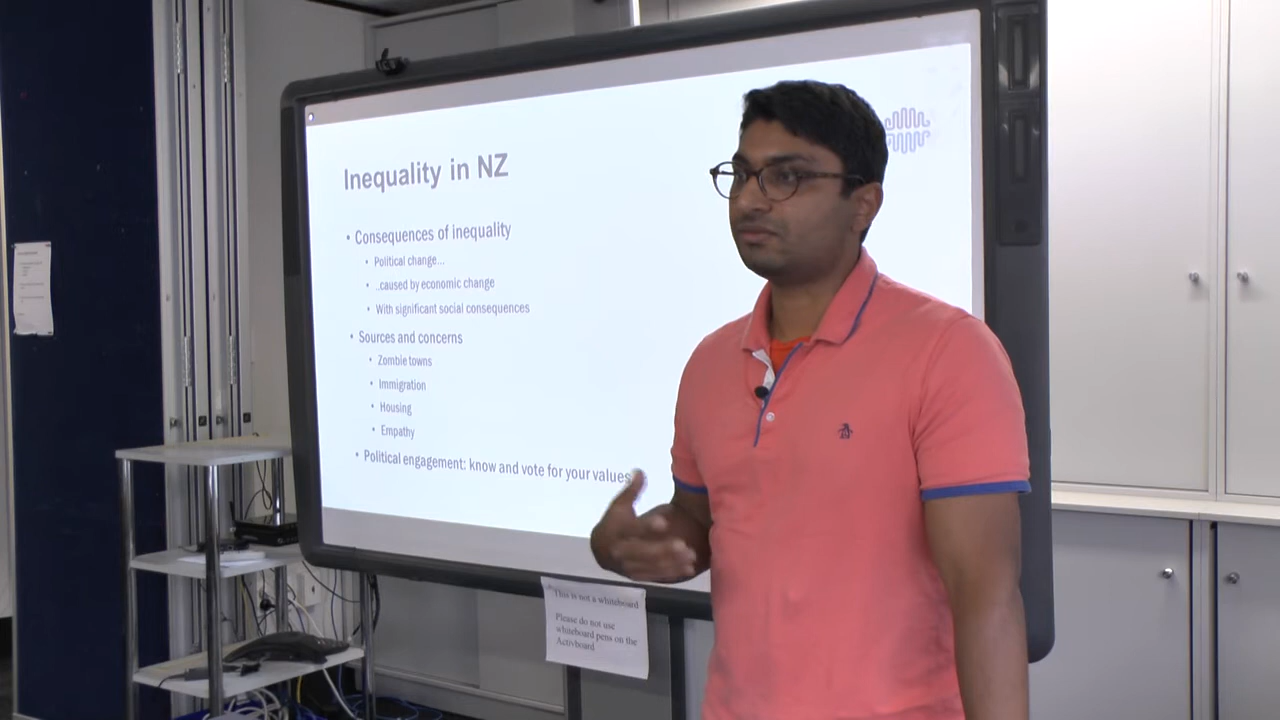 Inequality in NZ
• Consequences of inequality
• Political change...
• ..caused by economic change
• With significant social consequences
• Sources and concerns
• Zombie towns
• Immigration
• Housing
• Empathy
• Political engagement: know and vote for your values
This is not a whiteboard
Please do not use
whiteboard pens on the
Activboard